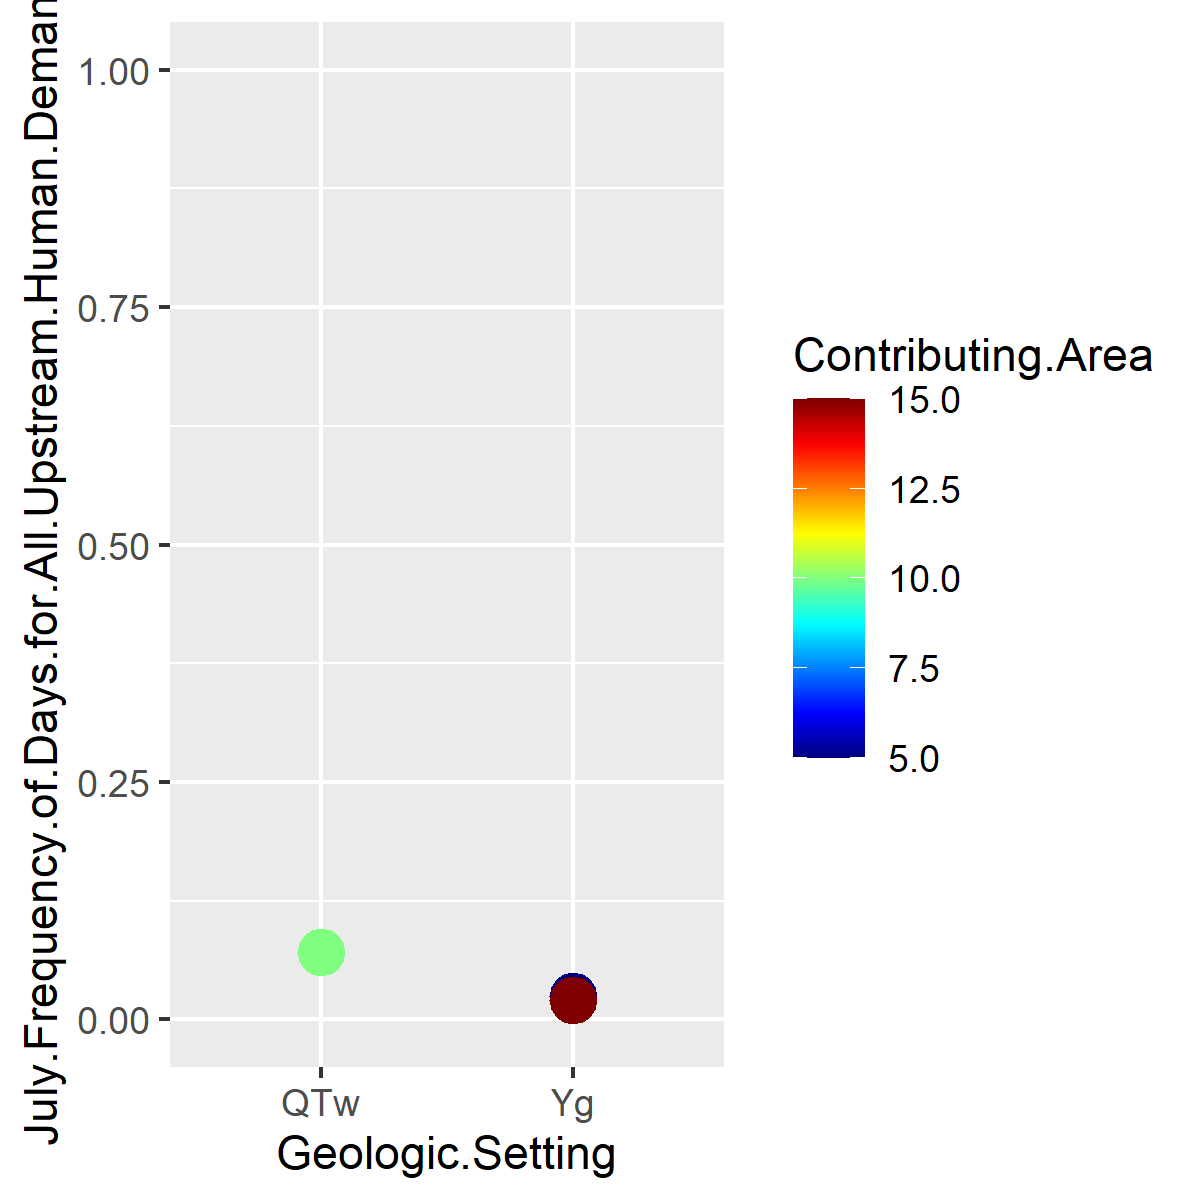 July.Frequency.of.Days.for.All.Upstream.Human.Deman
1.00
0.75
0.50
0.25
0.00
QTw
Yg
Geologic.Setting
Contributing.Area
15.0
12.5
10.0
7.5
5.0